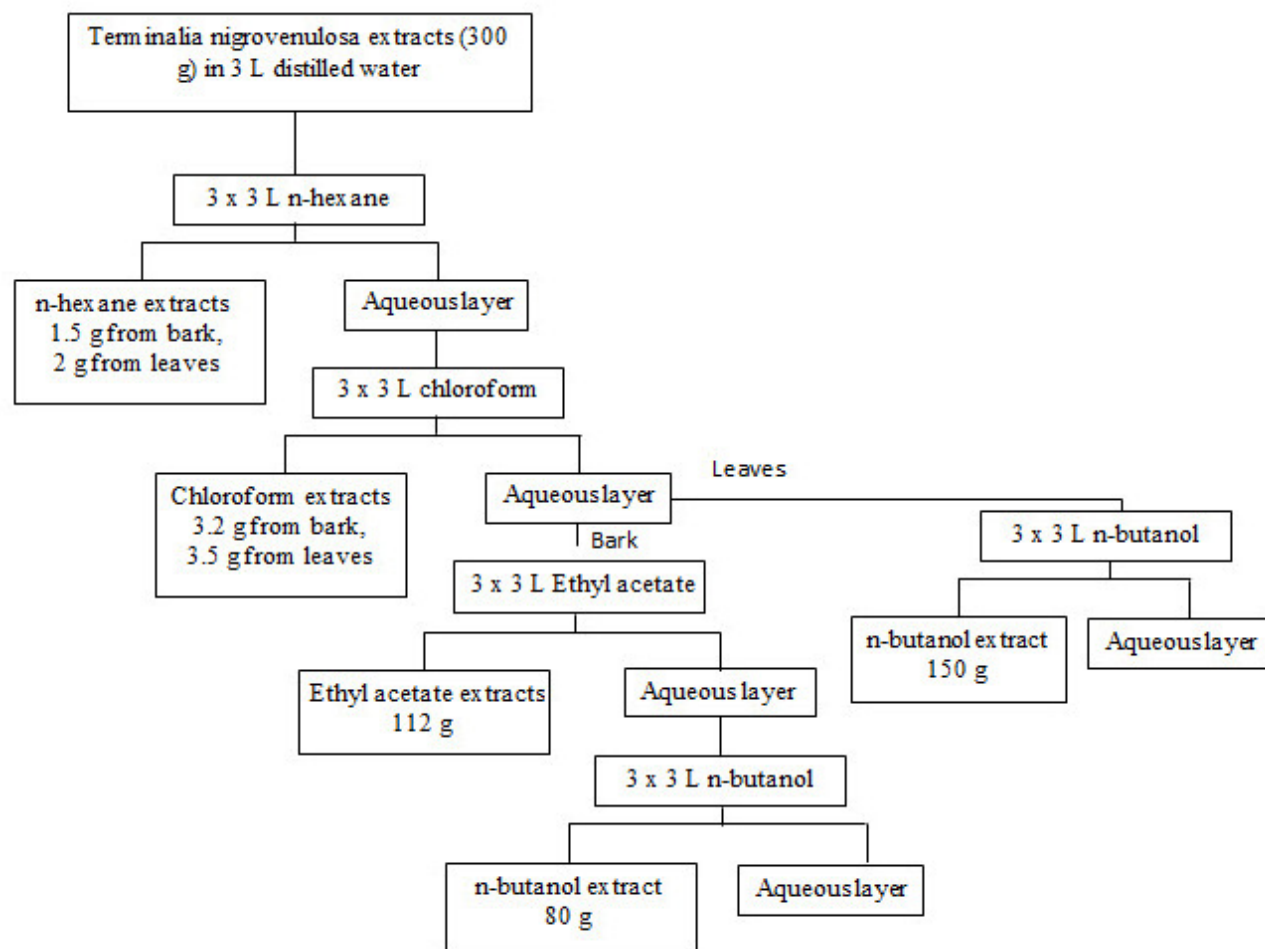 Terminalia nigrovenulosa extracts (300
g) in 3 L distilled water
3 x 3 L n-hexane
n-hexane extracts
1.5 g from bark,
2 g from leaves
Aqueous layer
3 x 3 L chloroform
Chloroform extracts
3.2 g from bark,
3.5 g from leaves
Aqueous layer
Leaves
Bark
3 x 3 L n-butanol
3 x 3 L Ethyl acetate
n-butanol extract
150 g
Aqueous layer
Ethyl acetate extracts
112 g
Aqueous layer
3 x 3 L n-butanol
n-butanol extract
80 g
Aqueous layer